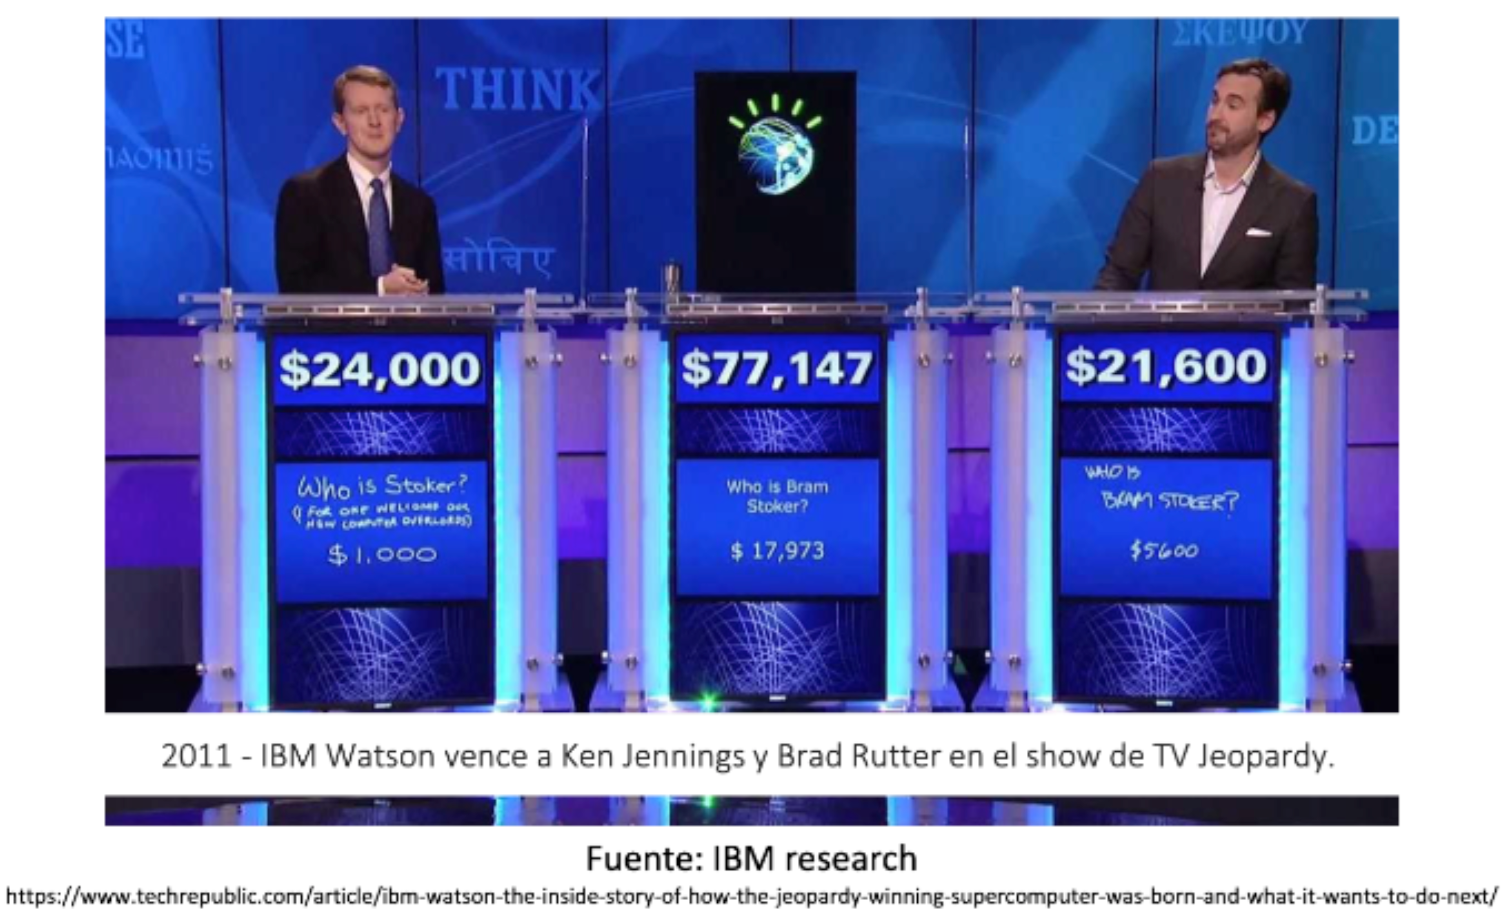 SE
THINK
ΣΚΕΨΟΥ
DE
सोचिए
$24,000
$77,147
$21,600
Who is Stoker?
(I FOR ONE WELCOME OUR
NEW COMPUTER OVERLORDS)
$1,000
Who is Bram
Stoker?
$ 17,973
WHO IS
BRAM STOKER?
$5600
2011 - IBM Watson vence a Ken Jennings y Brad Rutter en el show de TV Jeopardy.
Fuente: IBM research
https://www.techrepublic.com/article/ibm-watson-the-inside-story-of-how-the-jeopardy-winning-supercomputer-was-born-and-what-it-wants-to-do-next/